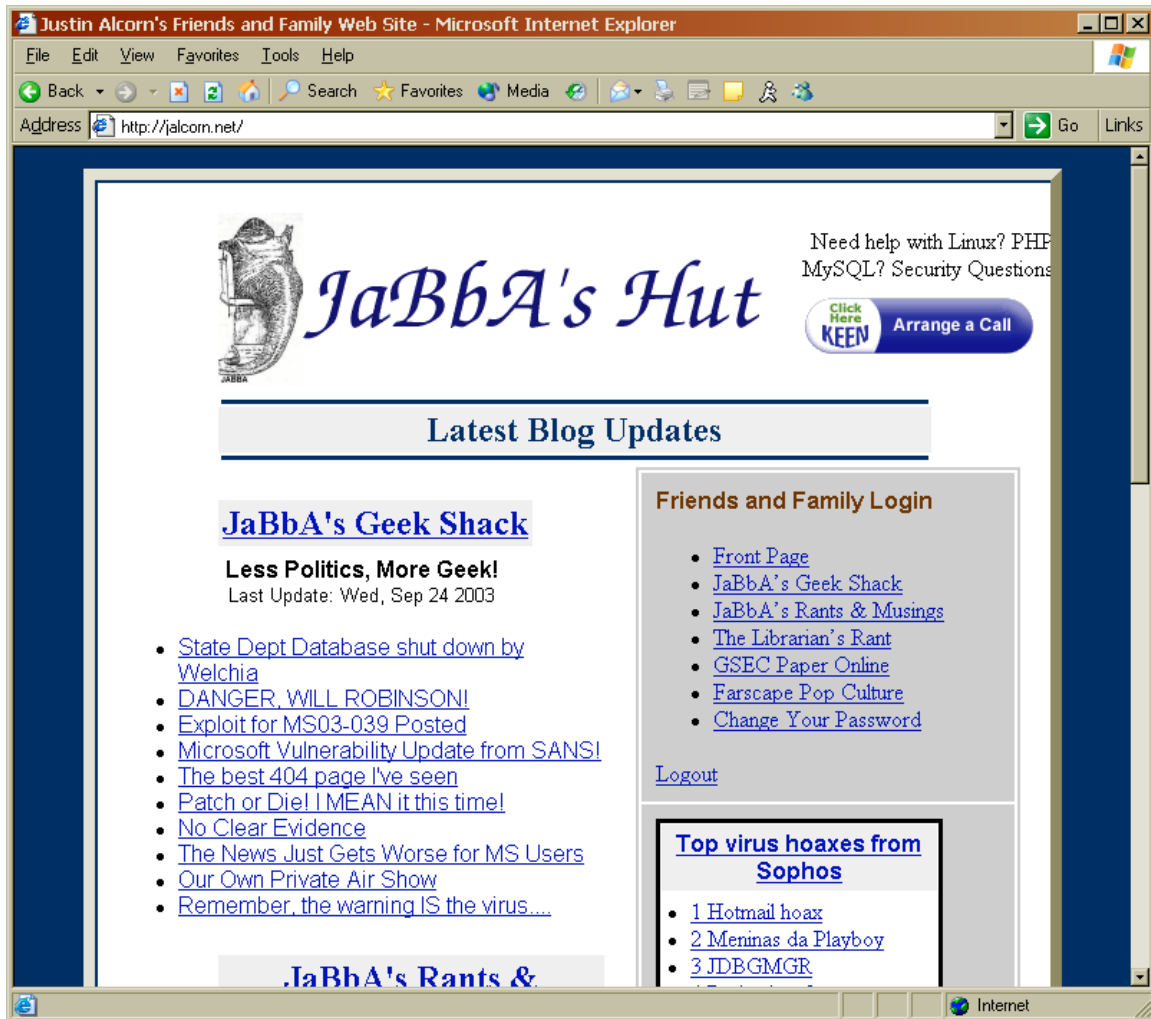 Justin Alcorn's Friends and Family Web Site - Microsoft Internet Explorer
File Edit View Favorites Tools Help
Back Search Favorites Media
Address http://jalcorn.net/ Go Links
JABBA
JaBbA's Hut
Need help with Linux? PHP
MySQL? Security Questions
Click
Here
KEEN
Arrange a Call
Latest Blog Updates
JaBbA's Geek Shack
Less Politics, More Geek!
Last Update: Wed, Sep 24 2003
State Dept Database shut down by
Welchia
DANGER, WILL ROBINSON!
Exploit for MS03-039 Posted
Microsoft Vulnerability Update from SANS!
The best 404 page I've seen
Patch or Die! I MEAN it this time!
No Clear Evidence
The News Just Gets Worse for MS Users
Our Own Private Air Show
Remember, the warning IS the virus....
JaBbA's Rants &
Friends and Family Login
Front Page
JaBbA's Geek Shack
JaBbA's Rants & Musings
The Librarian's Rant
GSEC Paper Online
Farscape Pop Culture
Change Your Password
Logout
Top virus hoaxes from
Sophos
1 Hotmail hoax
2 Meninas da Playboy
3 JDBGMGR
Internet